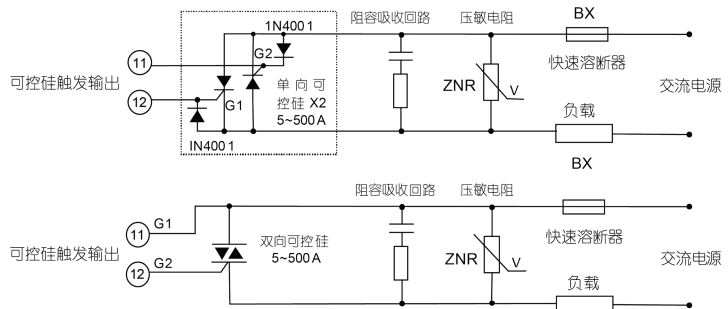 阻容吸收回路
压敏电阻
BX
1N4001
11
G2
可控硅触发输出
单向可
控硅 X2
5~500A
ZNR
V
快速溶断器
交流电源
12
G1
负载
IN4001
BX
阻容吸收回路
压敏电阻
G1
11
快速溶断器
可控硅触发输出
双向可控硅
5~500A
ZNR
V
交流电源
G2
12
负载